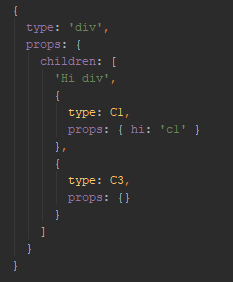 {
  type: 'div',
  props: {
    children: [
      'Hi div',
      {
        type: C1,
        props: { hi: 'c1' }
      },
      {
        type: C3,
        props: {}
      }
    ]
  }
}